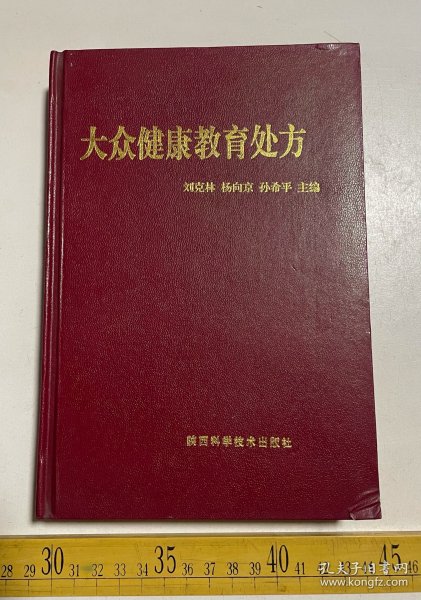 大众健康教育处方
刘克林 杨向京 孙希平 主编
陕西科学技术出版社
28 29 30 31 32 33 34 35 36 37 38 39 40 41 42 43 44 45 46
孔夫子旧书网
www.kongfz.com